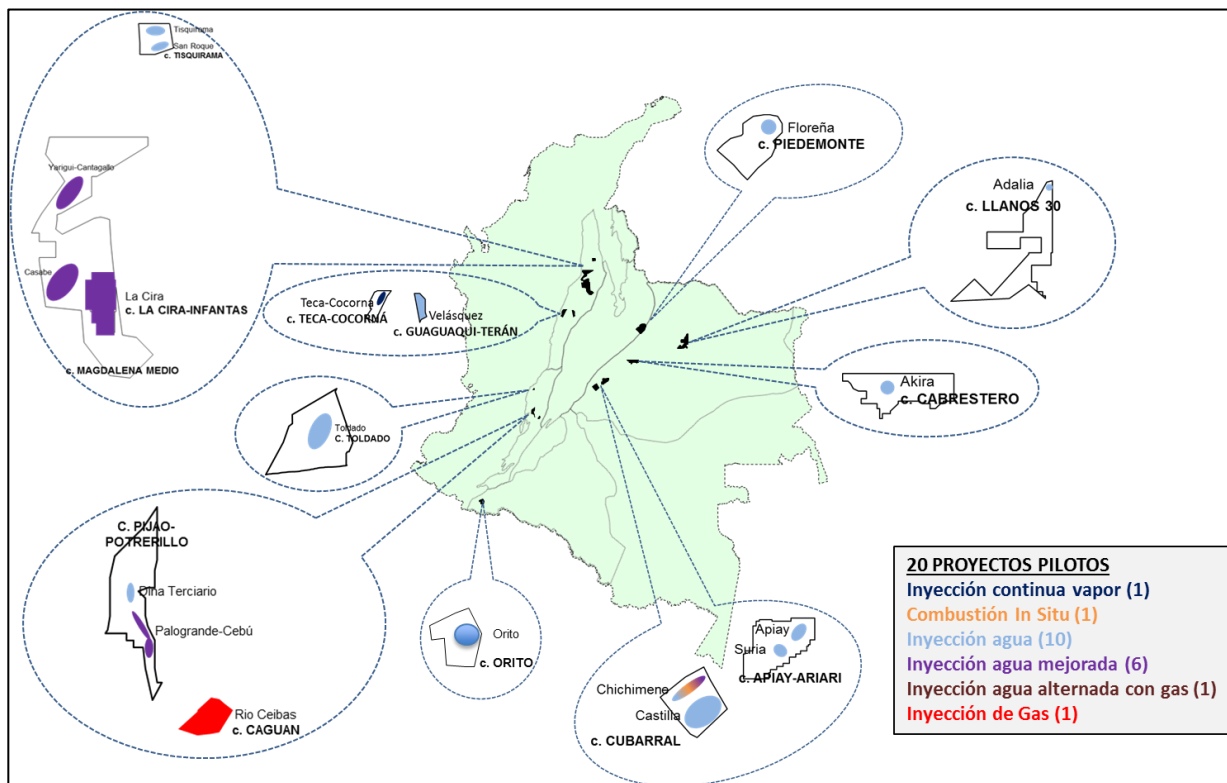 Tisquirama
San Roque
c. TISQUIRAMA
Yarigui-Cantagallo
Casabe
La Cira
c. LA CIRA-INFANTAS
c. MAGDALENA MEDIO
Floreña
c. PIEDEMONTE
Adalia
c. LLANOS 30
Teca-Cocorná
c. TECA-COCORNÁ
Velásquez
c. GUAGUAQUI-TERÁN
Akira
c. CABRESTERO
Toldado
C. TOLDADO
C. PIJAO-
POTRERILLO
Dina Terciario
Palogrande-Cebú
Rio Ceibas
c. CAGUAN
Orito
c. ORITO
Apiay
Suria
c. APIAY-ARIARI
Chichimene
Castilla
c. CUBARRAL
20 PROYECTOS PILOTOS
Inyección continua vapor (1)
Combustión In Situ (1)
Inyección agua (10)
Inyección agua mejorada (6)
Inyección agua alternada con gas (1)
Inyección de Gas (1)